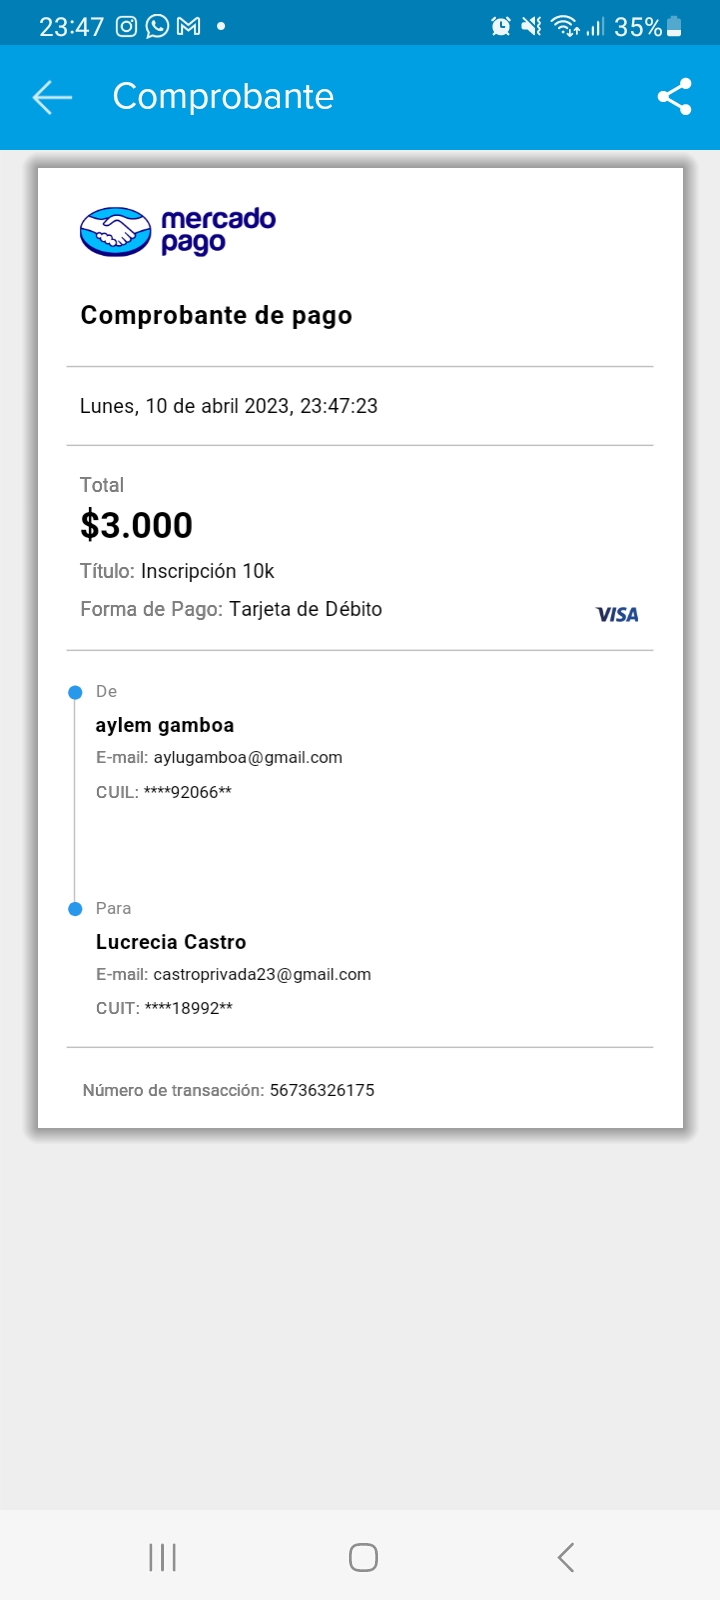 23:47
35%
Comprobante
mercado
pago
Comprobante de pago
Lunes, 10 de abril 2023, 23:47:23
Total
$3.000
Título: Inscripción 10k
Forma de Pago: Tarjeta de Débito
VISA
De
aylem gamboa
E-mail: aylugamboa@gmail.com
CUIL: ****92066**
Para
Lucrecia Castro
E-mail: castroprivada23@gmail.com
CUIT: ****18992**
Número de transacción: 56736326175